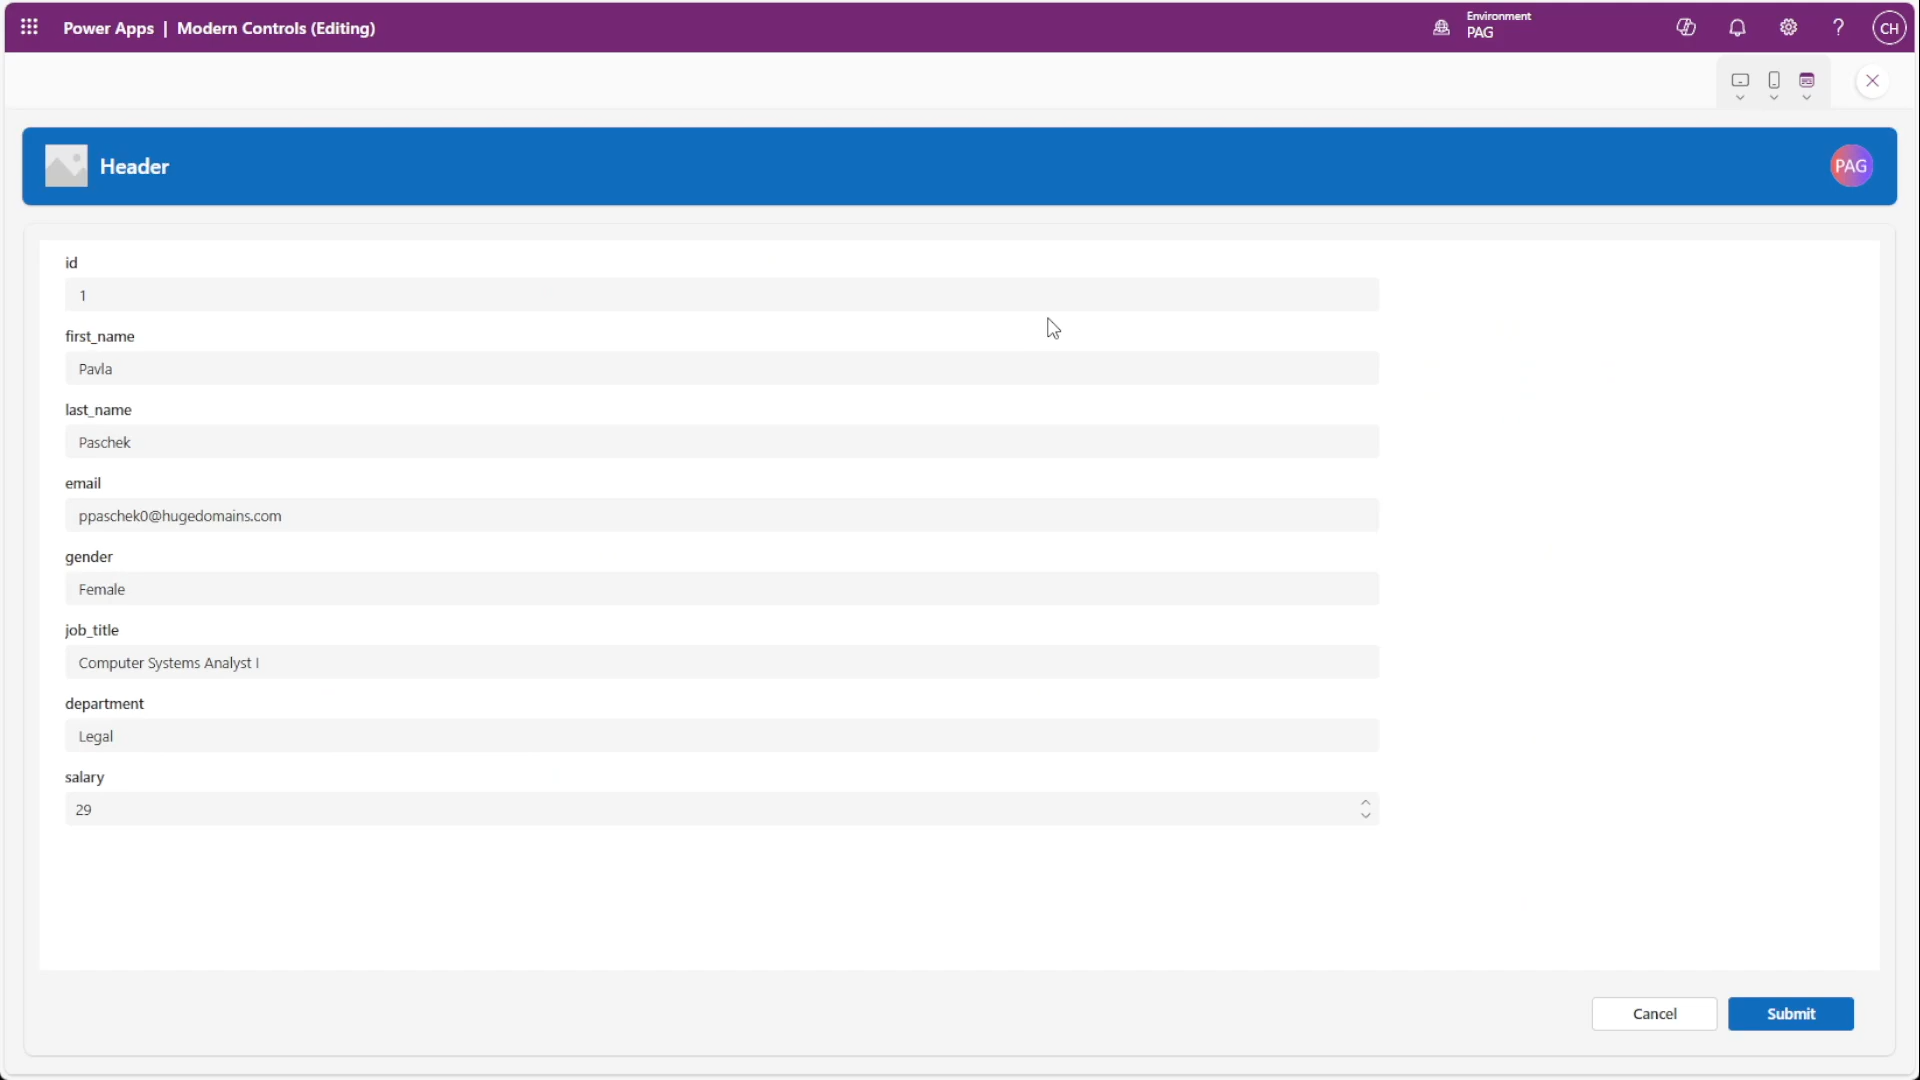 Power Apps | Modern Controls (Editing)
Environment
PAG
?
CH
Header
PAG
id
1
first_name
Pavla
last_name
Paschek
email
ppaschek0@hugedomains.com
gender
Female
job_title
Computer Systems Analyst I
department
Legal
salary
29
Cancel
Submit